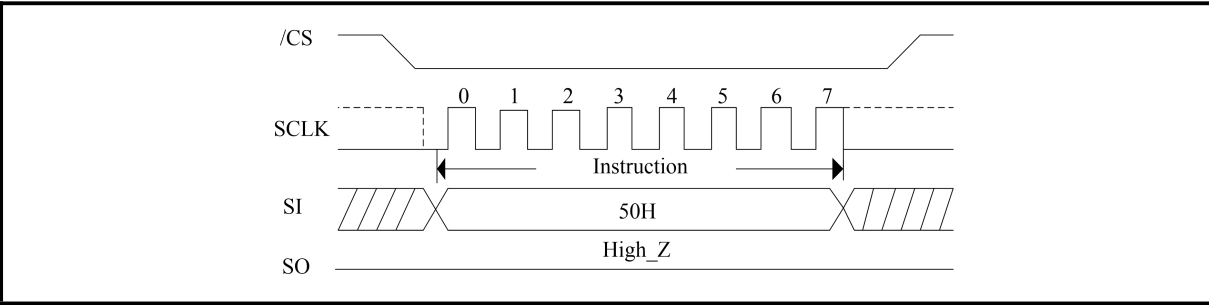 /CS
0 1 2 3 4 5 6 7
SCLK
Instruction
SI
50H
High_Z
SO